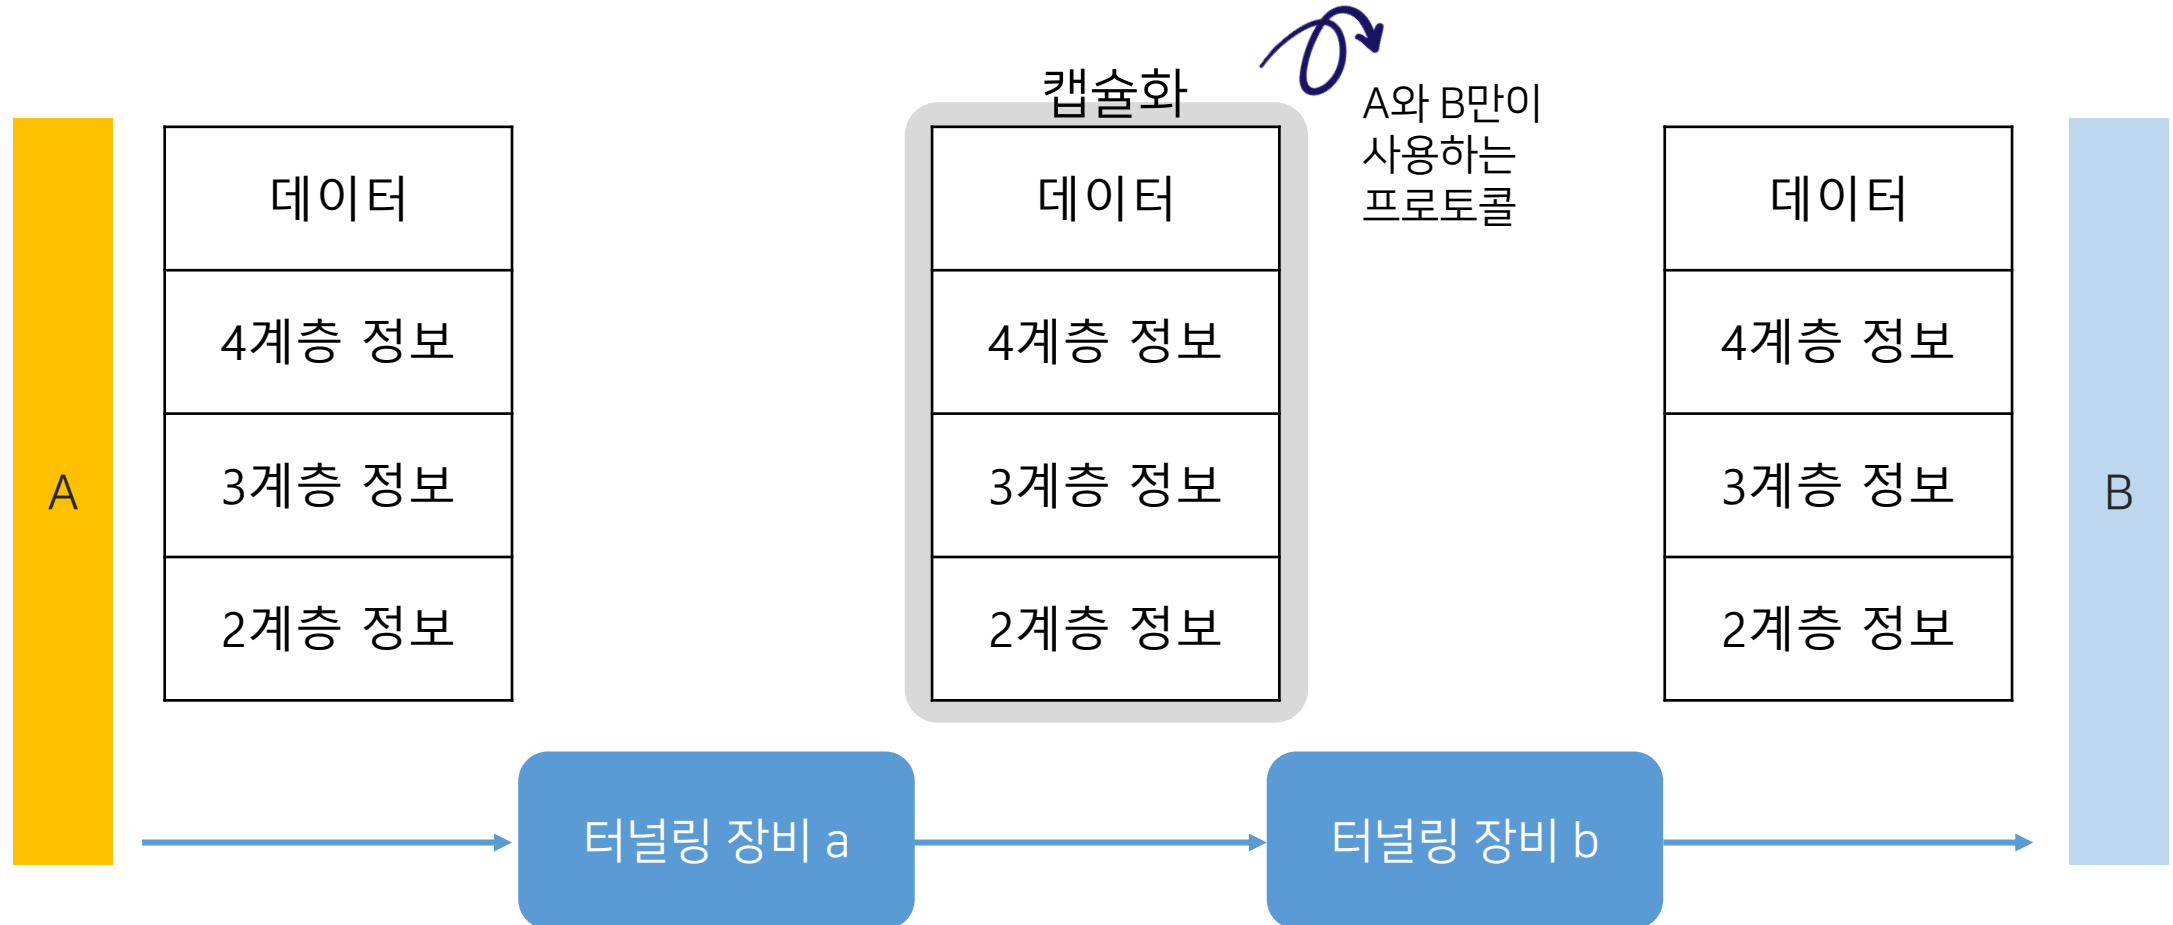 캡슐화
A와 B만이
사용하는
프로토콜
A
데이터
4계층 정보
3계층 정보
2계층 정보
데이터
4계층 정보
3계층 정보
2계층 정보
데이터
4계층 정보
3계층 정보
2계층 정보
B
터널링 장비 a
터널링 장비 b